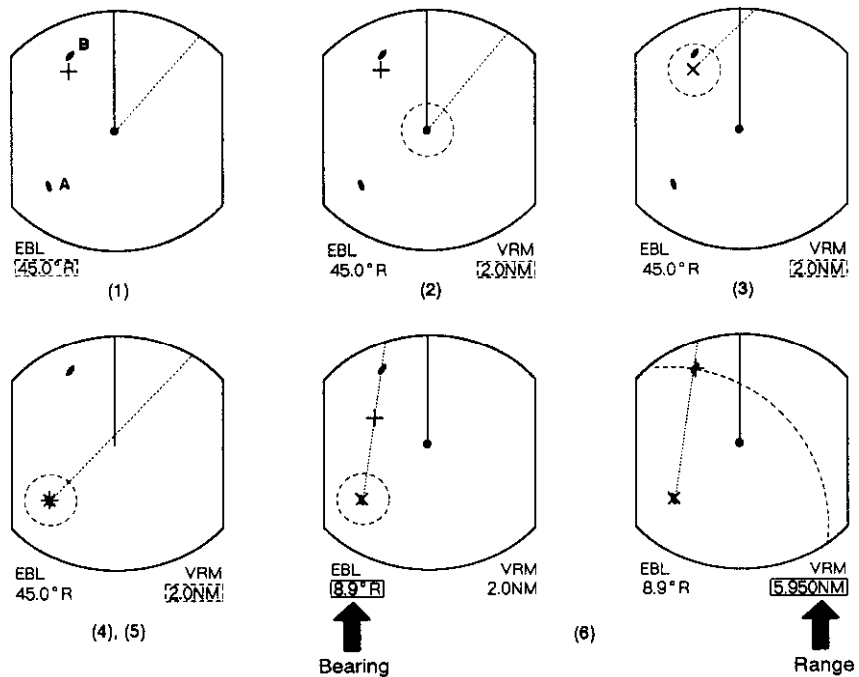 B
A
EBL
45.0°R
(1)
EBL VRM
45.0°R 2.0NM
(2)
EBL VRM
45.0°R 2.0NM
(3)
EBL VRM
45.0°R 2.0NM
(4), (5)
EBL VRM
8.9°R 2.0NM
EBL VRM
8.9°R 5.950NM
(6)
Bearing
Range